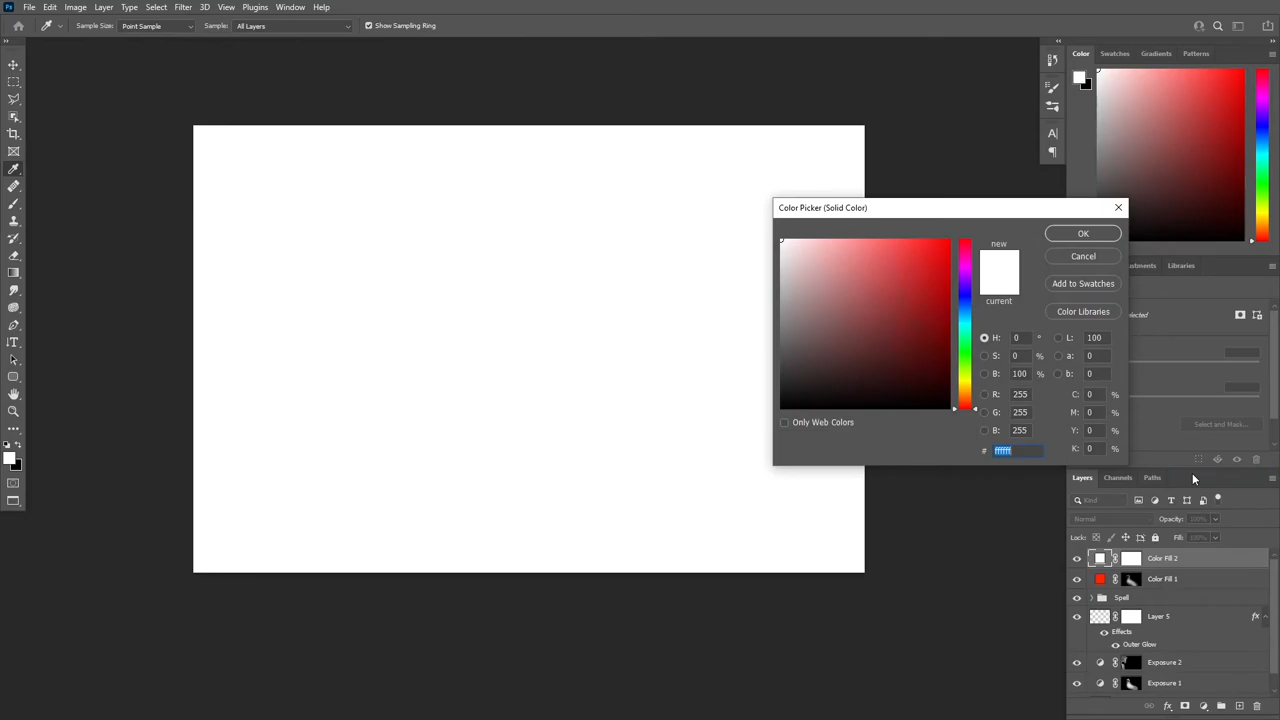 Ps File Edit Image Layer Type Select Filter 3D View Plugins Window Help
Sample Size: Point Sample Sample: All Layers Show Sampling Ring
Color Swatches Gradients Patterns
Color Picker (Solid Color)
new
current
OK
Cancel
Add to Swatches
Color Libraries
H: 0 ° L: 100
S: 0 % a: 0
B: 100 % b: 0
R: 255 C: 0 %
G: 255 M: 0 %
B: 255 Y: 0 %
# ffffff K: 0 %
Only Web Colors
Libraries
Select and Mask...
Layers Channels Paths
Kind
Normal Opacity: 100%
Lock: Fill: 100%
Color Fill 2
Color Fill 1
Spell
Layer 5 fx
Effects
Outer Glow
Exposure 2
Exposure 1
fx